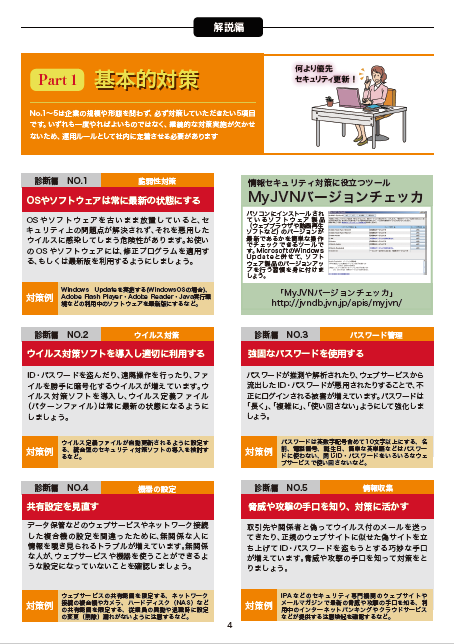 解説編
Part 1 基本的対策
No.1～5は企業の規模や形態を問わず、必ず対策していただきたい5項目
です。いずれも一度やればよいものではなく、継続的な対策実施が欠かせ
ないため、運用ルールとして社内に定着させる必要があります
何より優先
セキュリティ更新！
診断編 NO.1 脆弱性対策
OSやソフトウェアは常に最新の状態にする
OSやソフトウェアを古いまま放置していると、セ
キュリティ上の問題点が解決されず、それを悪用した
ウイルスに感染してしまう危険性があります。お使い
のOSやソフトウェアには、修正プログラムを適用す
る、もしくは最新版を利用するようにしましょう。
対策例
Windows Updateを実施する(Windows OSの場合)、
Adobe Flash Player・Adobe Reader・Java実行環
境などの利用中のソフトウェアを最新版にするなど。
情報セキュリティ対策に役立つツール
MyJVNバージョンチェッカ
パソコンにインストールされ
ているソフトウェア製品
(ウェブブラウザや動画再生
ソフトなど)のバージョンが
最新であるかを簡単な操作
でチェックできるツールで
す。MicrosoftのWindows
Updateと併せて、ソフト
ウェア製品のバージョンアッ
プを行う習慣を身に付けま
しょう。
「MyJVNバージョンチェッカ」
http://jvndb.jvn.jp/apis/myjvn/
診断編 NO.2 ウイルス対策
ウイルス対策ソフトを導入し適切に利用する
ID・パスワードを盗んだり、遠隔操作を行ったり、ファ
イルを勝手に暗号化するウイルスが増えています。ウ
イルス対策ソフトを導入し、ウイルス定義ファイル
(パターンファイル)は常に最新の状態になるようにし
ましょう。
対策例
ウイルス定義ファイルが自動更新されるように設定す
る、統合型のセキュリティ対策ソフトの導入を検討す
るなど。
診断編 NO.3 パスワード管理
強固なパスワードを使用する
パスワードが推測や解析されたり、ウェブサービスから
流出したID・パスワードが悪用されたりすることで、不
正にログインされる被害が増えています。パスワードは
「長く」、「複雑に」、「使い回さない」ようにして強化しま
しょう。
対策例
パスワードは英数字記号含めて10文字以上にする、名
前、電話番号、誕生日、簡単な英単語などはパスワー
ドに使わない、同じID・パスワードをいろいろなウェ
ブサービスで使い回さないなど。
診断編 NO.4 機器の設定
共有設定を見直す
データ保管などのウェブサービスやネットワーク接続
した複合機の設定を間違ったために、無関係な人に
情報を覗き見られるトラブルが増えています。無関係
な人が、ウェブサービスや機器を使うことができるよ
うな設定になっていないことを確認しましょう。
対策例
ウェブサービスの共有範囲を限定する、ネットワーク
接続の複合機やカメラ、ハードディスク（NAS）など
の共有範囲を限定する、従業員の異動や退職時に設定
の変更（削除）漏れがないように注意するなど。
診断編 NO.5 情報収集
脅威や攻撃の手口を知り、対策に活かす
取引先や関係者と偽ってウイルス付のメールを送っ
てきたり、正規のウェブサイトに似せた偽サイトを立
ち上げてID・パスワードを盗もうとする巧妙な手口
が増えています。脅威や攻撃の手口を知って対策をと
りましょう。
対策例
IPAなどのセキュリティ専門機関のウェブサイトや
メールマガジンで最新の脅威や攻撃の手口を知る、利
用中のインターネットバンキングやクラウドサービス
などが提供する注意喚起を確認するなど。
4